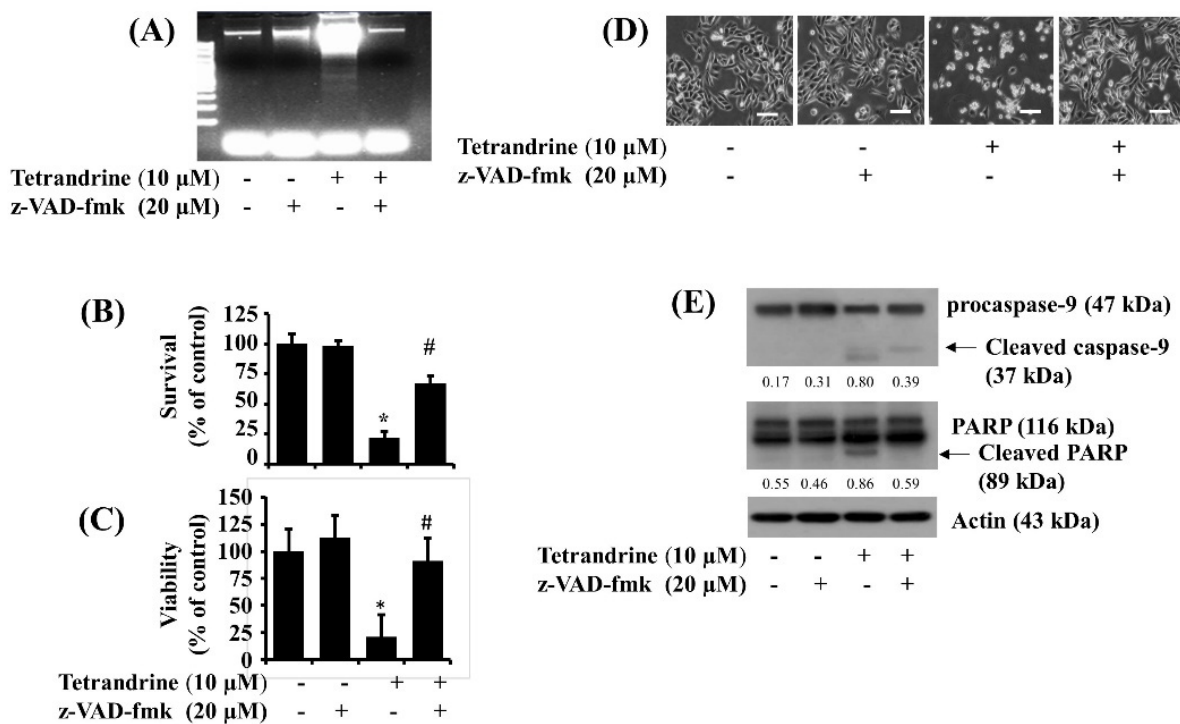 (A)
Tetrandrine (10 μM) - - + +
z-VAD-fmk (20 μM) - + - +
(B)
Survival
(% of control)
125
100
75
50
25
0
*
#
(C)
Viability
(% of control)
150
125
100
75
50
25
0
*
#
Tetrandrine (10 μM) - - + +
z-VAD-fmk (20 μM) - + - +
(D)
Tetrandrine (10 μM) - - + +
z-VAD-fmk (20 μM) - + - +
(E)
procaspase-9 (47 kDa)
Cleaved caspase-9
(37 kDa)
0.17 0.31 0.80 0.39
PARP (116 kDa)
Cleaved PARP
(89 kDa)
0.55 0.46 0.86 0.59
Actin (43 kDa)
Tetrandrine (10 μM) - - + +
z-VAD-fmk (20 μM) - + - +